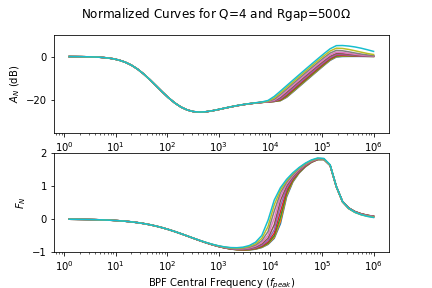 Normalized Curves for Q=4 and Rgap=500Ω
A_N (dB)
0
−20
10^0 10^1 10^2 10^3 10^4 10^5 10^6
F_N
2
1
0
−1
10^0 10^1 10^2 10^3 10^4 10^5 10^6
BPF Central Frequency (f_peak)